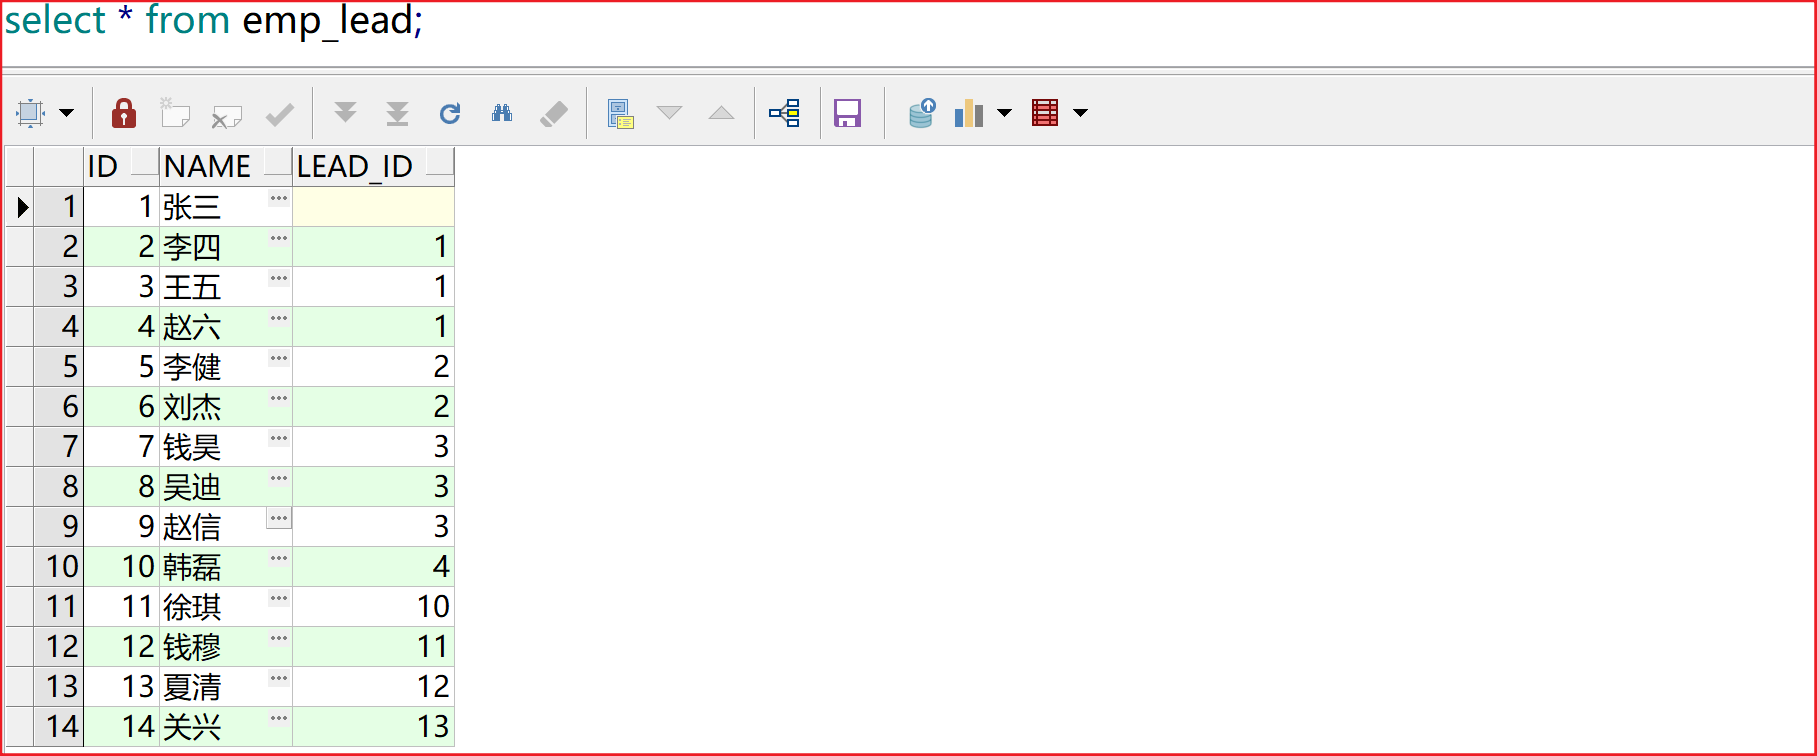 select * from emp_lead;
ID NAME LEAD_ID
1 1 张三
2 2 李四 1
3 3 王五 1
4 4 赵六 1
5 5 李健 2
6 6 刘杰 2
7 7 钱昊 3
8 8 吴迪 3
9 9 赵信 3
10 10 韩磊 4
11 11 徐琪 10
12 12 钱穆 11
13 13 夏清 12
14 14 关兴 13